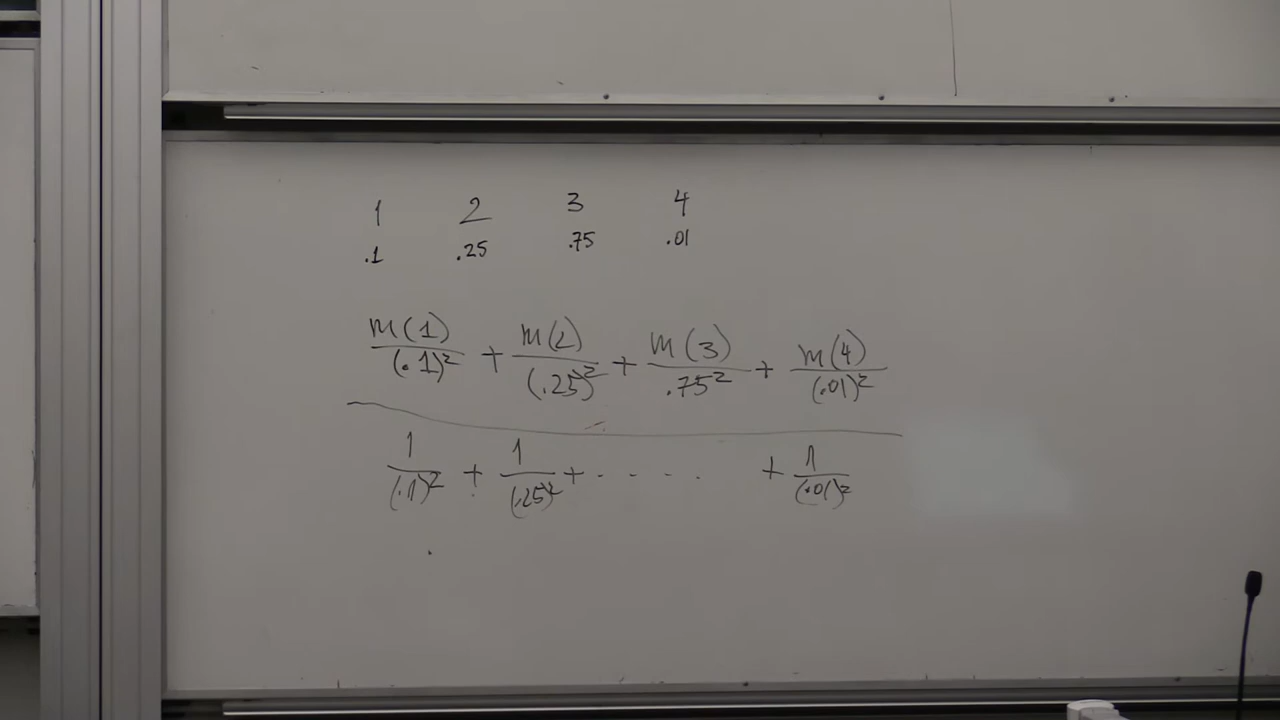 1 2 3 4
.1 .25 .75 .01
m(1) + m(2) + m(3) + m(4)
(.1)² (.25)² .75² (.01)²
1 + 1 + . . . . + 1
(.1)² (.25)² (.01)²